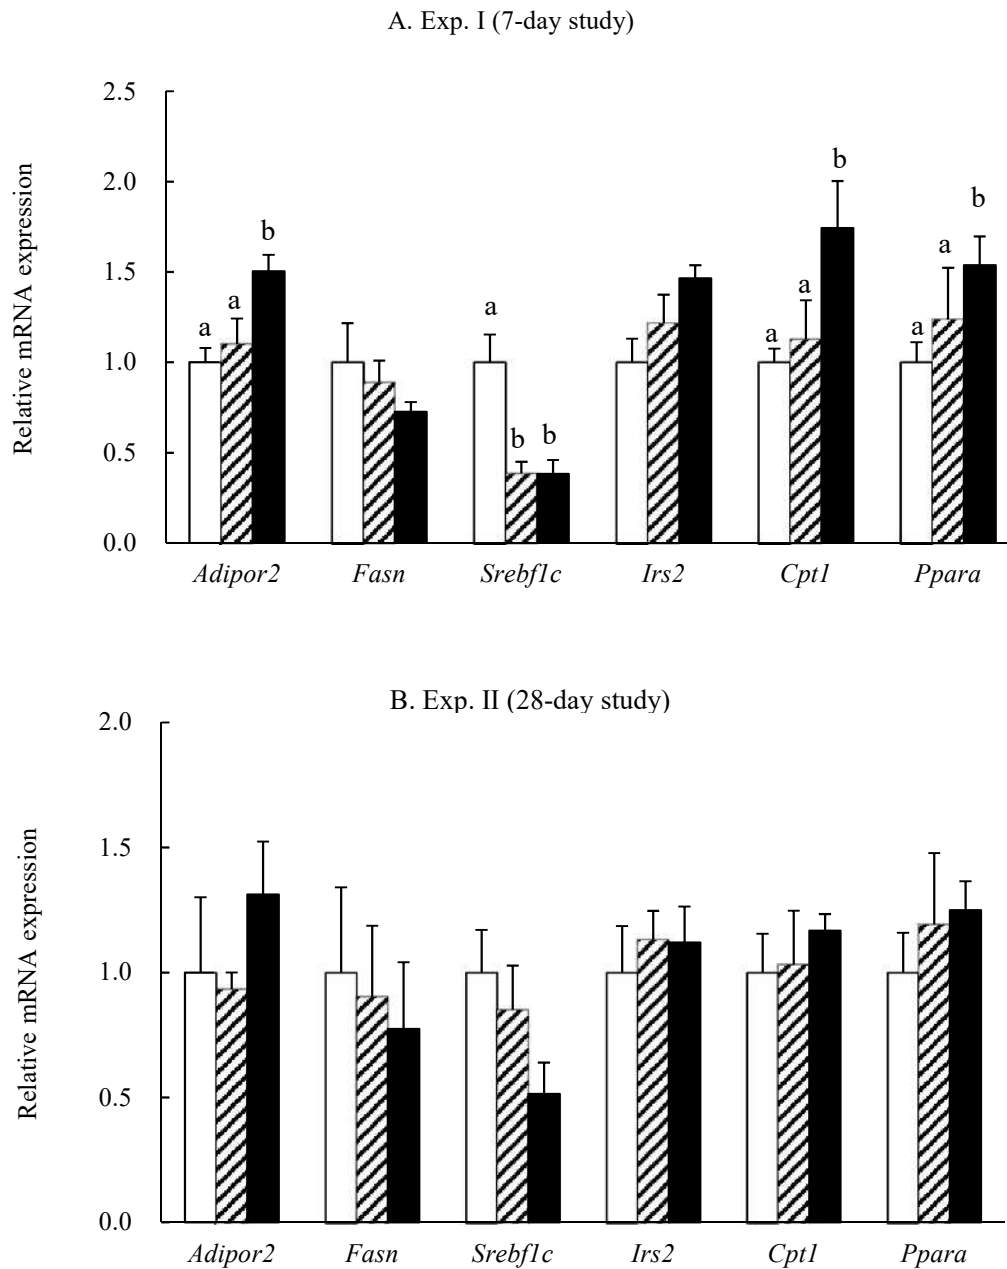 A. Exp. I (7-day study)
Relative mRNA expression
2.5
2.0
1.5
1.0
0.5
0.0
a a b
a b b
a a b
a a b
Adipor2 Fasn Srebf1c Irs2 Cpt1 Ppara
B. Exp. II (28-day study)
Relative mRNA expression
2.0
1.5
1.0
0.5
0.0
Adipor2 Fasn Srebf1c Irs2 Cpt1 Ppara